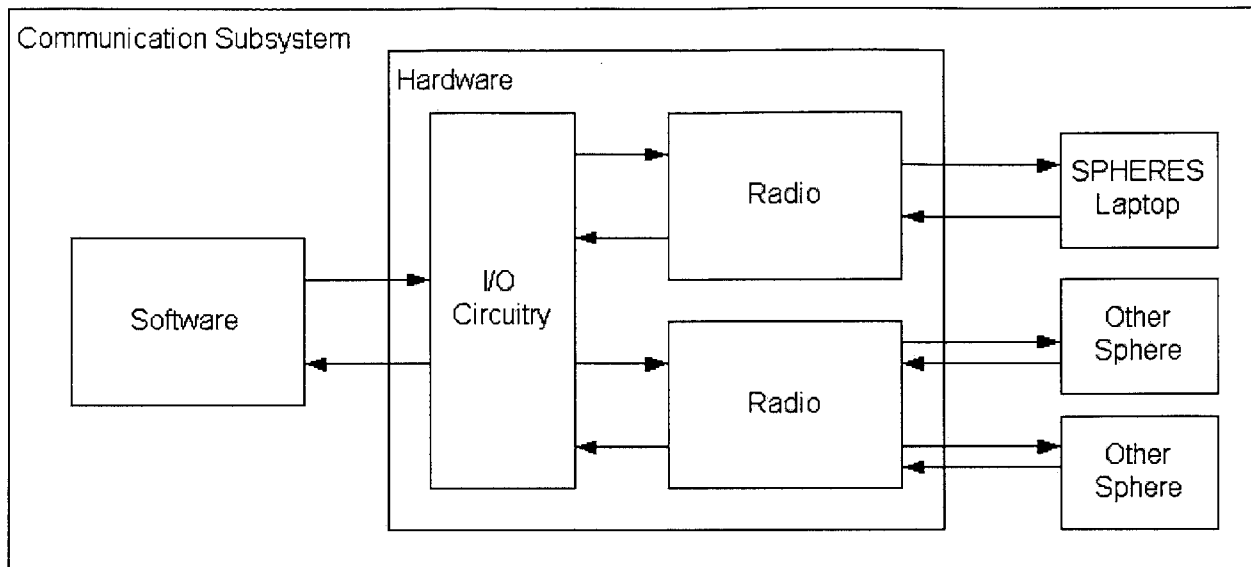 Communication Subsystem
Hardware
Software
I/O
Circuitry
Radio
Radio
SPHERES
Laptop
Other
Sphere
Other
Sphere